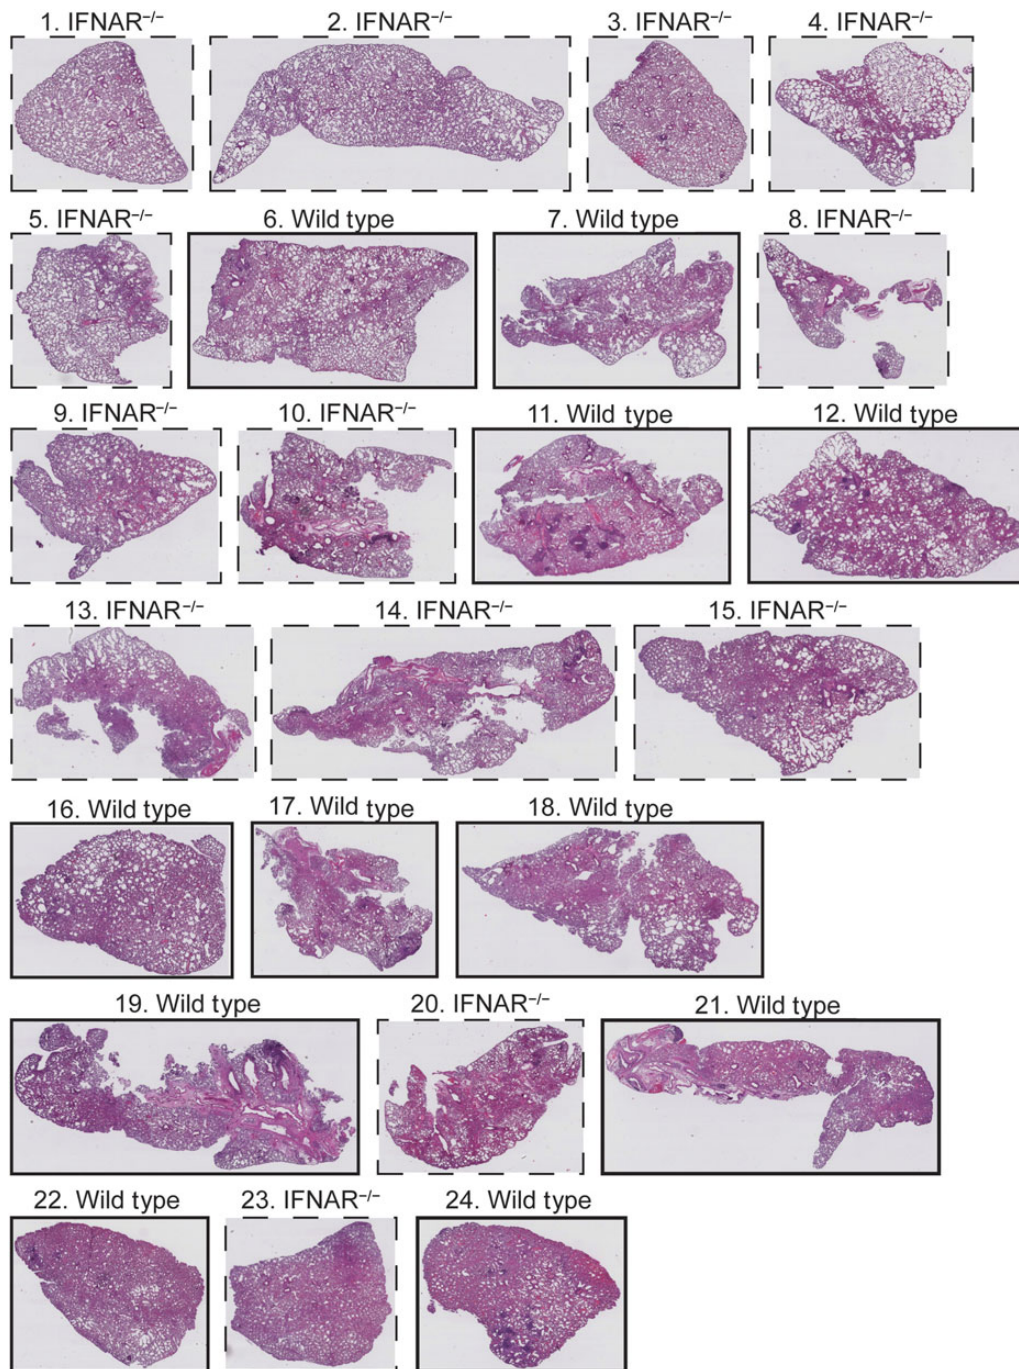 1. IFNAR⁻/⁻ 2. IFNAR⁻/⁻ 3. IFNAR⁻/⁻ 4. IFNAR⁻/⁻
5. IFNAR⁻/⁻ 6. Wild type 7. Wild type 8. IFNAR⁻/⁻
9. IFNAR⁻/⁻ 10. IFNAR⁻/⁻ 11. Wild type 12. Wild type
13. IFNAR⁻/⁻ 14. IFNAR⁻/⁻ 15. IFNAR⁻/⁻
16. Wild type 17. Wild type 18. Wild type
19. Wild type 20. IFNAR⁻/⁻ 21. Wild type
22. Wild type 23. IFNAR⁻/⁻ 24. Wild type